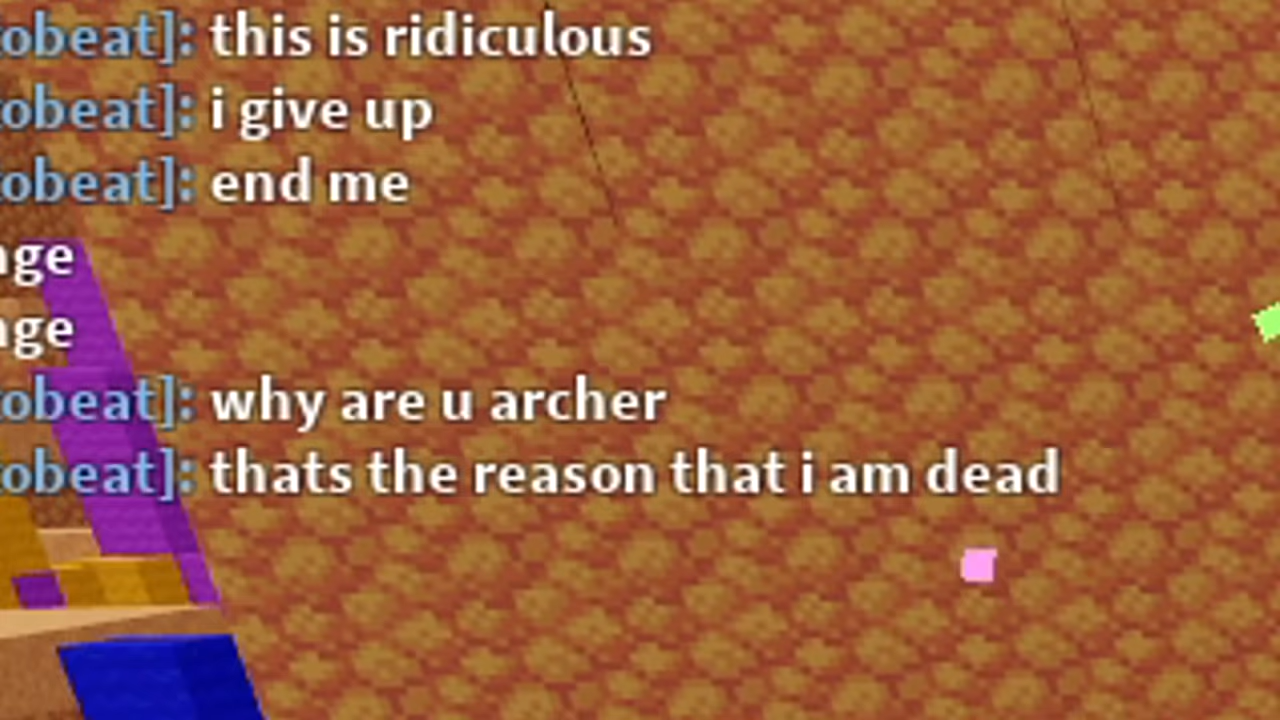 obeat]: this is ridiculous
obeat]: i give up
obeat]: end me
nge
nge
obeat]: why are u archer
obeat]: thats the reason that i am dead